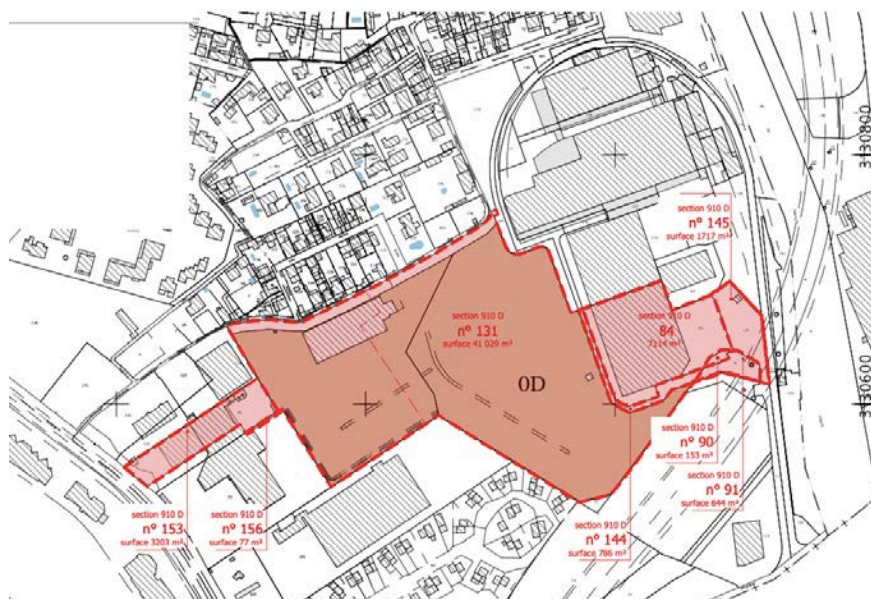 3130800
section 910 D
n° 145
surface 1717 m²
section 910 D
n° 131
surface 41 029 m²
section 910 D
84
7114 m²
0D
3130600
section 910 D
n° 90
surface 153 m²
section 910 D
n° 91
surface 644 m²
section 910 D
n° 153
surface 3203 m²
section 910 D
n° 156
surface 77 m²
section 910 D
n° 144
surface 786 m²